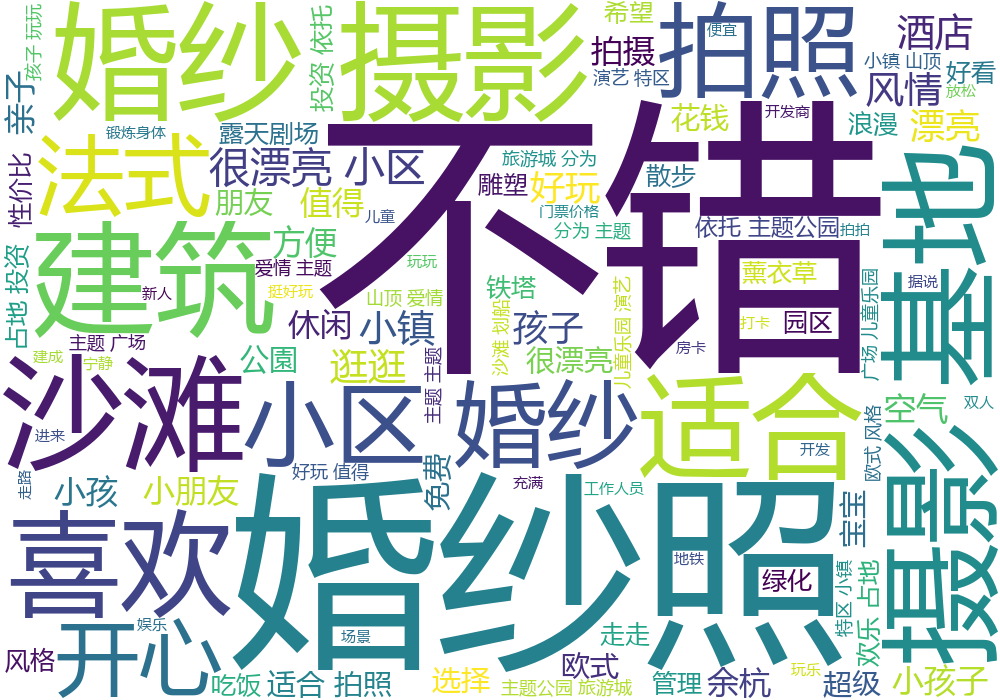 婚纱 摄影
孩子 玩玩
投资 依托
希望
拍摄
演艺 特区
便宜
拍照
酒店
小镇 山顶
风情
好看
放松
亲子
锻炼身体
露天剧场
很漂亮 小区
法式
朋友
值得
儿童
性价比
不错
旅游城 分为
雕塑
好玩
门票价格
分为 主题
花钱
开发商
浪漫
漂亮
散步
依托 主题公园
拍拍
薰衣草
打卡
园区
据说
基地
广场 儿童乐园
建筑
方便
爱情 主题
新人
挺好玩
玩玩
山顶 爱情
铁塔
沙滩 划船
儿童乐园 演艺
占地 投资
休闲
小镇
孩子
房卡
主题 广场
建成
宁静
公園
逛逛
主题 主题
很漂亮
沙滩
小区
婚纱
适合
空气
双人
欧式 风格
开发
进来
走路
好玩 值得
免费
充满
工作人员
小孩
小朋友
宝宝
摄影
喜欢
婚纱照
地铁
绿化
特区 小镇
欢乐 占地
开心
娱乐
场景
走走
风格
吃饭
适合 拍照
选择
欧式
主题公园 旅游城
管理
余杭
玩乐
超级
小孩子